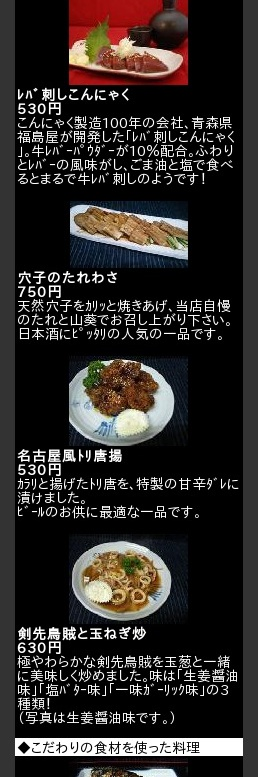 ﾚﾊﾞ刺しこんにゃく
530円
こんにゃく製造100年の会社、青森県
福島屋が開発した｢ﾚﾊﾞ刺しこんにゃく
｣。牛ﾚﾊﾞｰﾊﾟｳﾀﾞｰが10%配合。ふわり
とﾚﾊﾞｰの風味がし、ごま油と塩で食べ
るとまるで牛ﾚﾊﾞ刺しのようです!
穴子のたれわさ
750円
天然穴子をｶﾘｯと焼きあげ、当店自慢
のたれと山葵でお召し上がり下さい。
日本酒にﾋﾟｯﾀﾘの人気の一品です。
名古屋風ﾄﾘ唐揚
530円
ｶﾗﾘと揚げたﾄﾘ唐を、特製の甘辛ﾀﾞﾚに
漬けました。
ﾋﾞｰﾙのお供に最適な一品です。
剣先烏賊と玉ねぎ炒
630円
極やわらかな剣先烏賊を玉葱と一緒
に美味しく炒めました。味は｢生姜醤油
味｣｢塩ﾊﾞﾀｰ味｣｢一味ｶﾞｰﾘｯｸ味｣の3
種類!
(写真は生姜醤油味です。)
◆こだわりの食材を使った料理